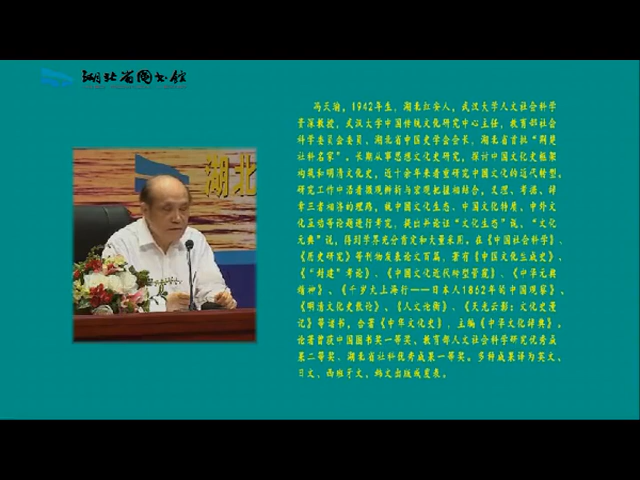 湖北省图书馆
湖北
冯天瑜,1942年生,湖北红安人,武汉大学人文社会科学
资深教授,武汉大学中国传统文化研究中心主任,教育部社会
科学委员会委员,湖北省中国史学会会长,湖北省首批“荆楚
社科名家”。长期从事思想文化史研究,探讨中国文化史框架
构筑和明清文化史,近十余年来着重研究中国文化的近代转型。
研究工作中沿着微观辨析与宏观把握相结合,义理、考据、辞
章三者相济的理路,就中国文化生态、中国文化特质、中外文
化互动等论题进行考究,提出并论证“文化生态”说、“文化
元典”说,得到学界充分肯定和大量采用。在《中国社会科学》、
《历史研究》等刊物发表论文百篇,著有《中国文化生成史》、
《“封建”考论》、《中国文化近代转型管窥》、《中华元典
精神》、《千岁丸上海行——日本人1862年的中国观察》、
《明清文化史散论》、《人文论衡》、《天光云影:文化史漫
记》等诸书,合著《中华文化史》,主编《中华文化辞典》。
论著曾获中国图书奖一等奖、教育部人文社会科学研究优秀成
果二等奖、湖北省社科优秀成果一等奖。多种成果译为英文、
日文、西班牙文、韩文出版或发表。